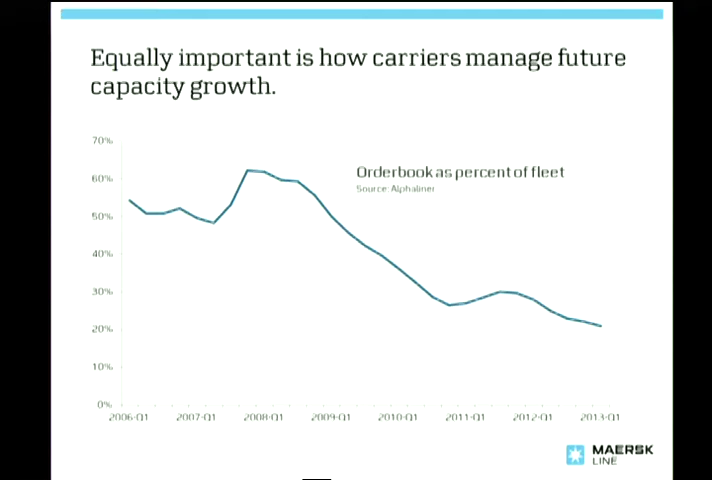 Equally important is how carriers manage future
capacity growth.
70%
Orderbook as percent of fleet
60%
Source: Alphaliner
50%
40%
30%
20%
10%
0%
2006-Q1 2007-Q1 2008-Q1 2009-Q1 2010-Q1 2011-Q1 2012-Q1 2013-Q1
MAERSK
LINE